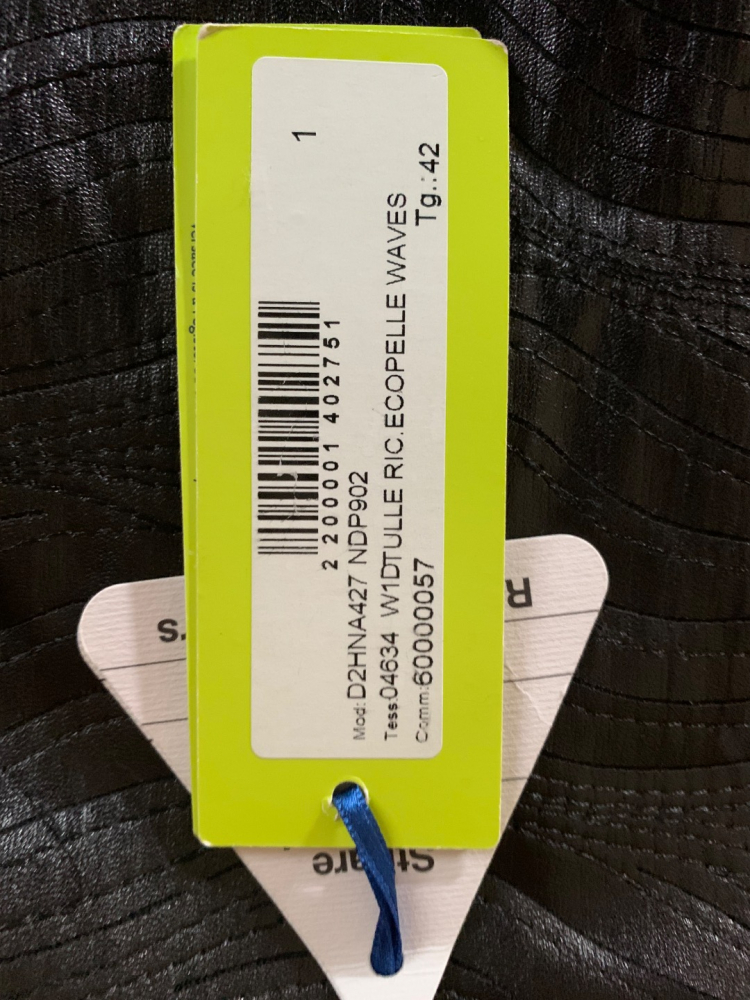 1
2 200001 402751
Mod: D2HNA427 NDP902
Tess:04634 W1DTULLE RIC.ECOPELLE WAVES
Comm:60000057 Tg.:42
R